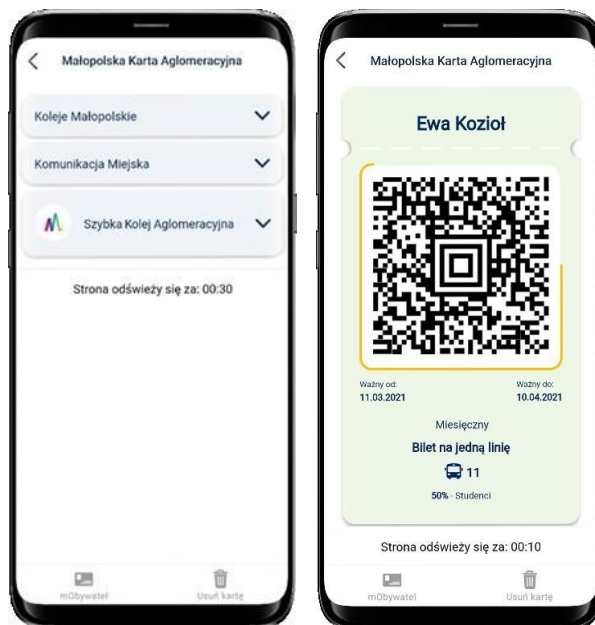 Małopolska Karta Aglomeracyjna
Koleje Małopolskie
Komunikacja Miejska
Szybka Kolej Aglomeracyjna
Strona odświeży się za: 00:30
mObywatel
Usuń kartę
Małopolska Karta Aglomeracyjna
Ewa Kozioł
Ważny od:
11.03.2021
Ważny do:
10.04.2021
Miesięczny
Bilet na jedną linię
11
50% - Studenci
Strona odświeży się za: 00:10
mObywatel
Usuń kartę